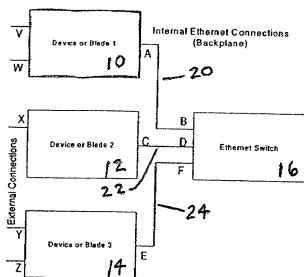 V
W
Device or Blade 1
10
A
Internal Ethernet Connections
(Backplane)
20
X
Device or Blade 2
12
C
22
B
D
F
Ethernet Switch
16
External Connections
24
Y
Z
Device or Blade 3
14
E